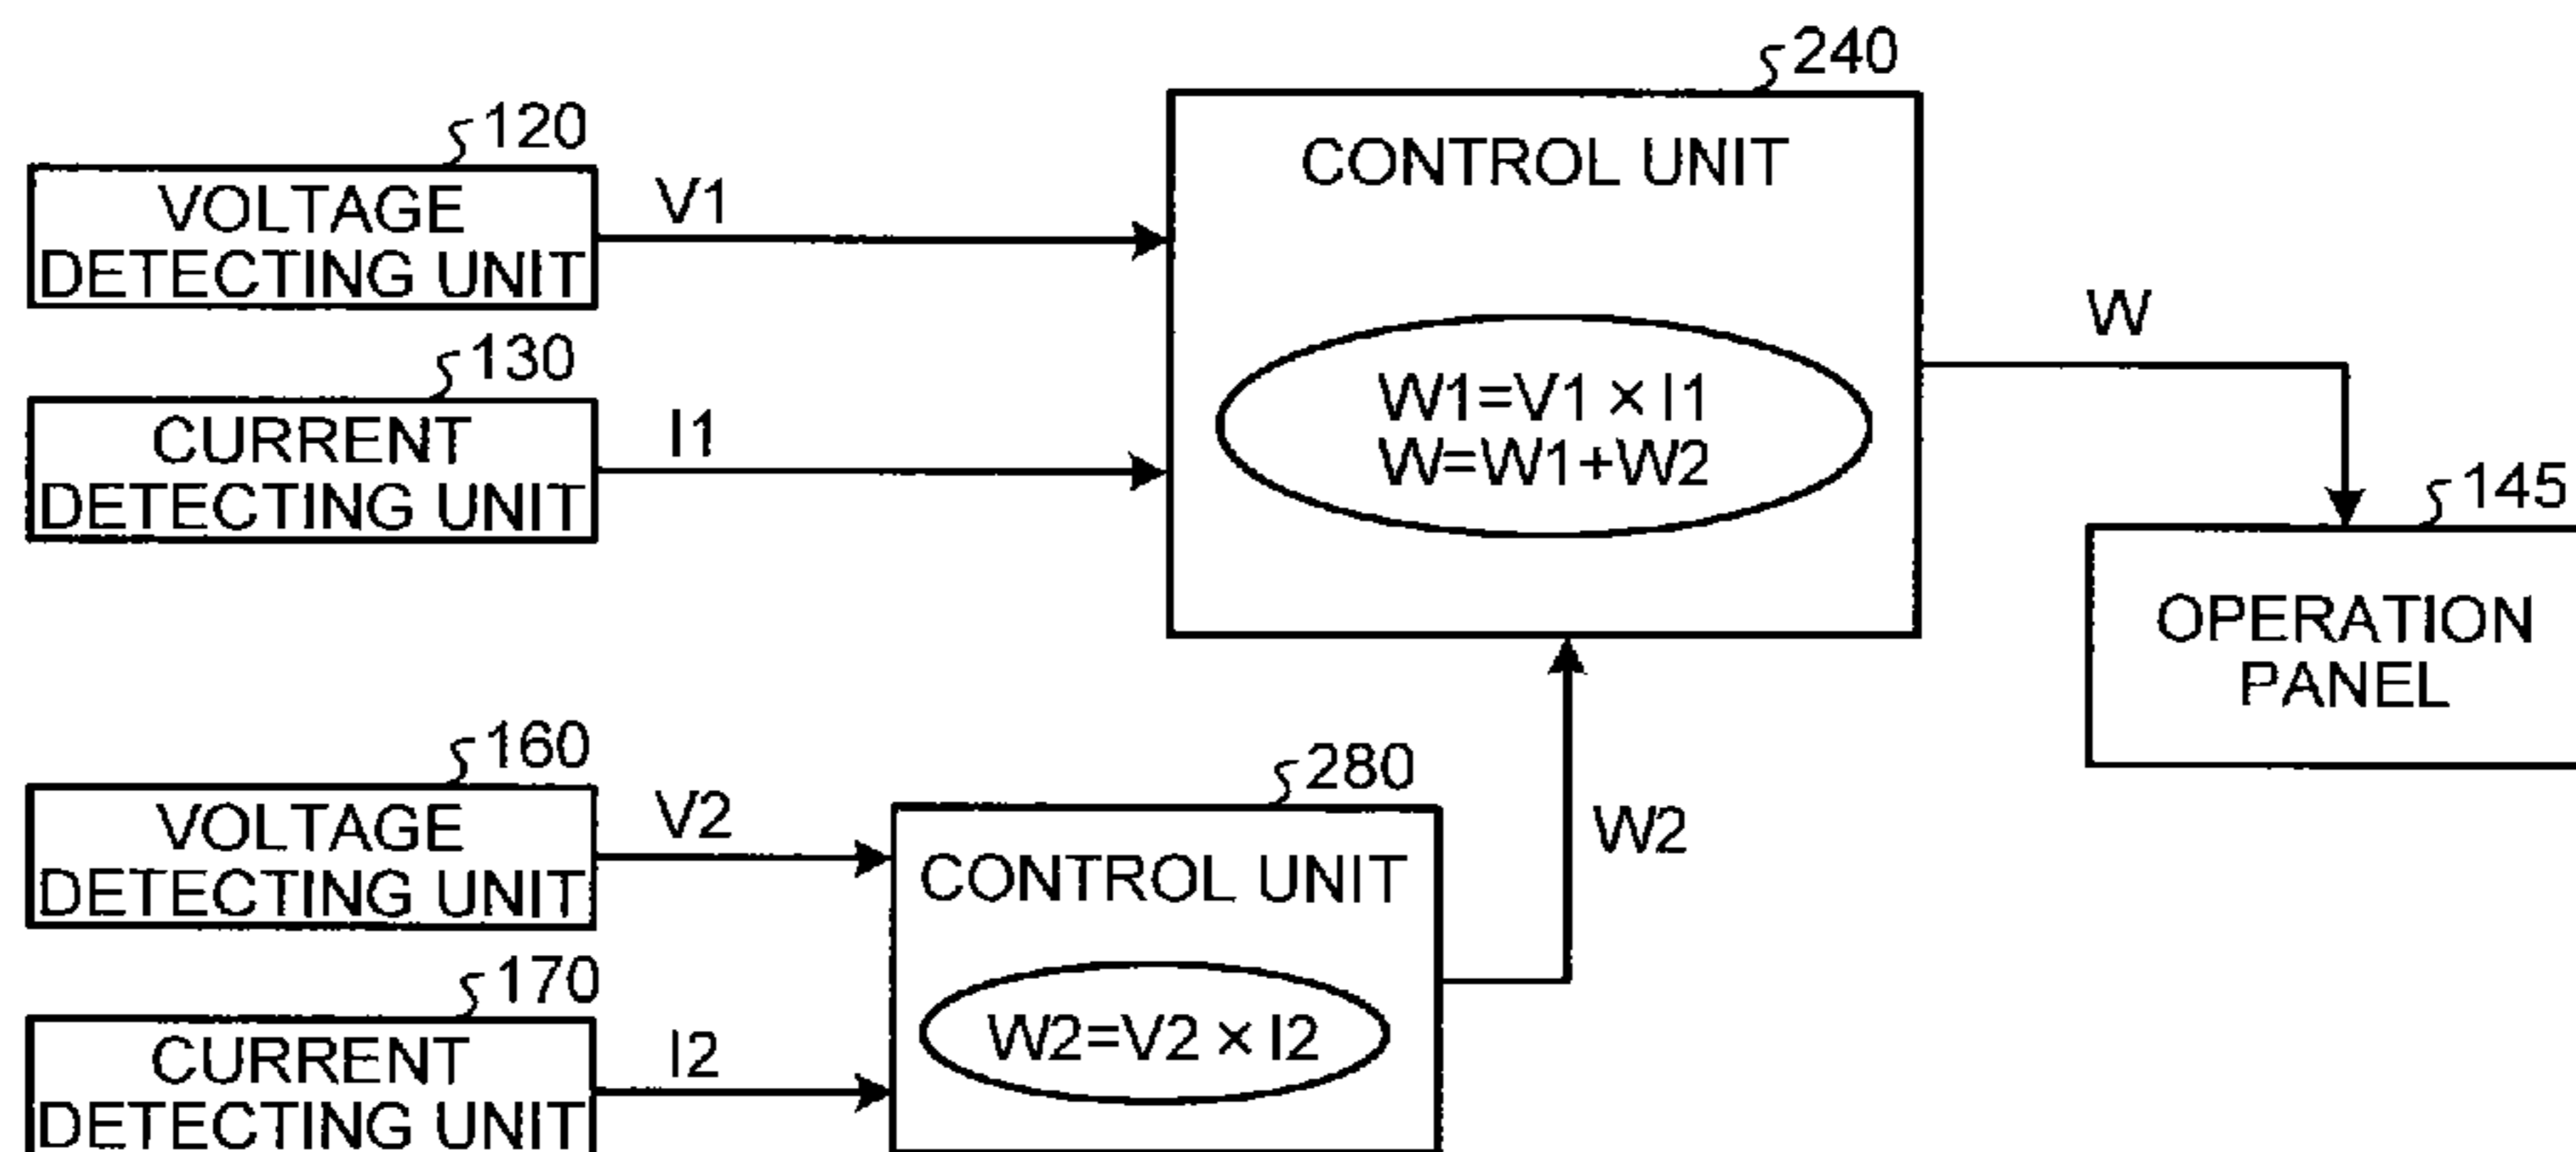 240
120
CONTROL UNIT
VOLTAGE
DETECTING UNIT
V1
W
130
W1=V1 × I1
W=W1+W2
CURRENT
DETECTING UNIT
I1
145
OPERATION
PANEL
160
280
VOLTAGE
DETECTING UNIT
V2
W2
CONTROL UNIT
170
W2=V2 × I2
CURRENT
DETECTING UNIT
I2